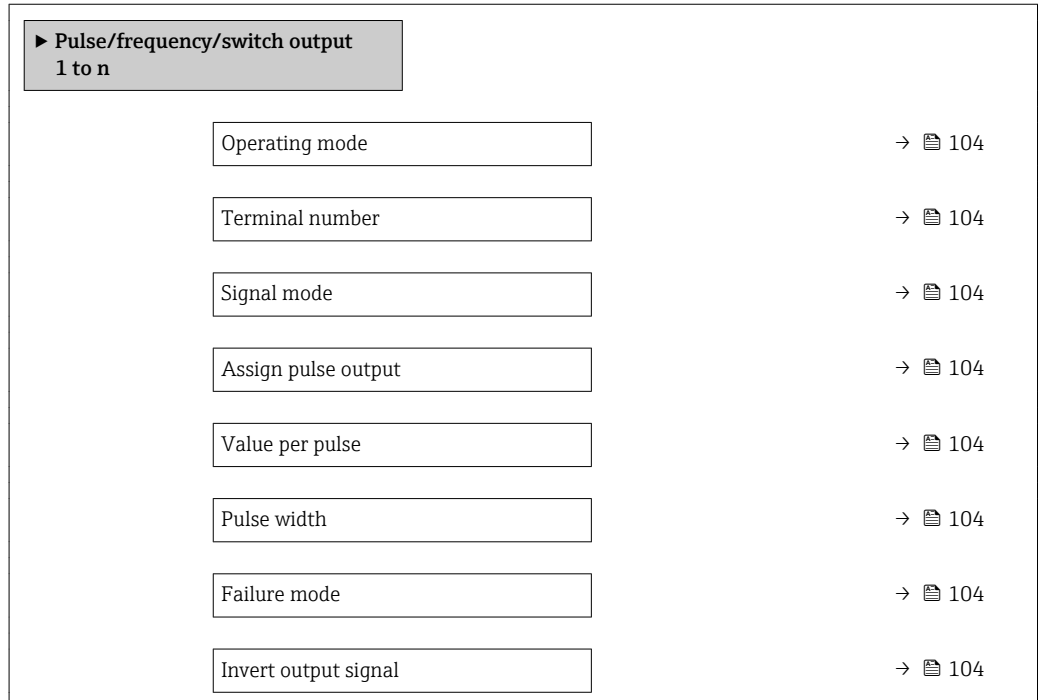 ▶ Pulse/frequency/switch output
1 to n
Operating mode → 104
Terminal number → 104
Signal mode → 104
Assign pulse output → 104
Value per pulse → 104
Pulse width → 104
Failure mode → 104
Invert output signal → 104